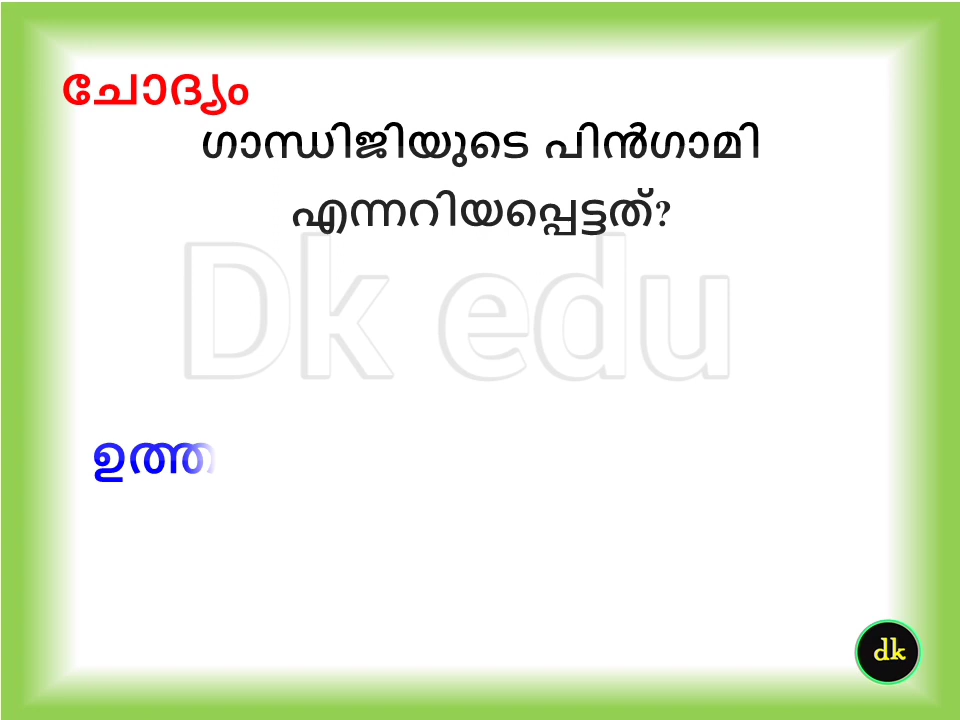 ചോദ്യം
ഗാന്ധിജിയുടെ പിൻഗാമി
എന്നറിയപ്പെട്ടത്?
Dk edu
ഉത്ത
dk